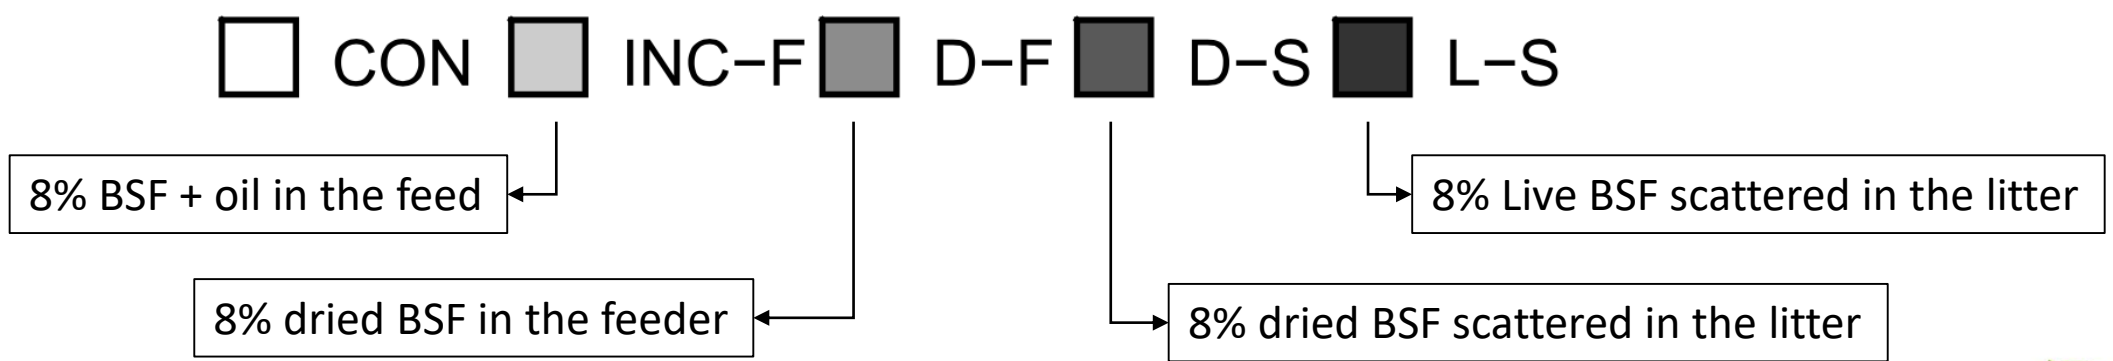 CON INC–F D–F D–S L–S
8% BSF + oil in the feed
8% Live BSF scattered in the litter
8% dried BSF in the feeder
8% dried BSF scattered in the litter